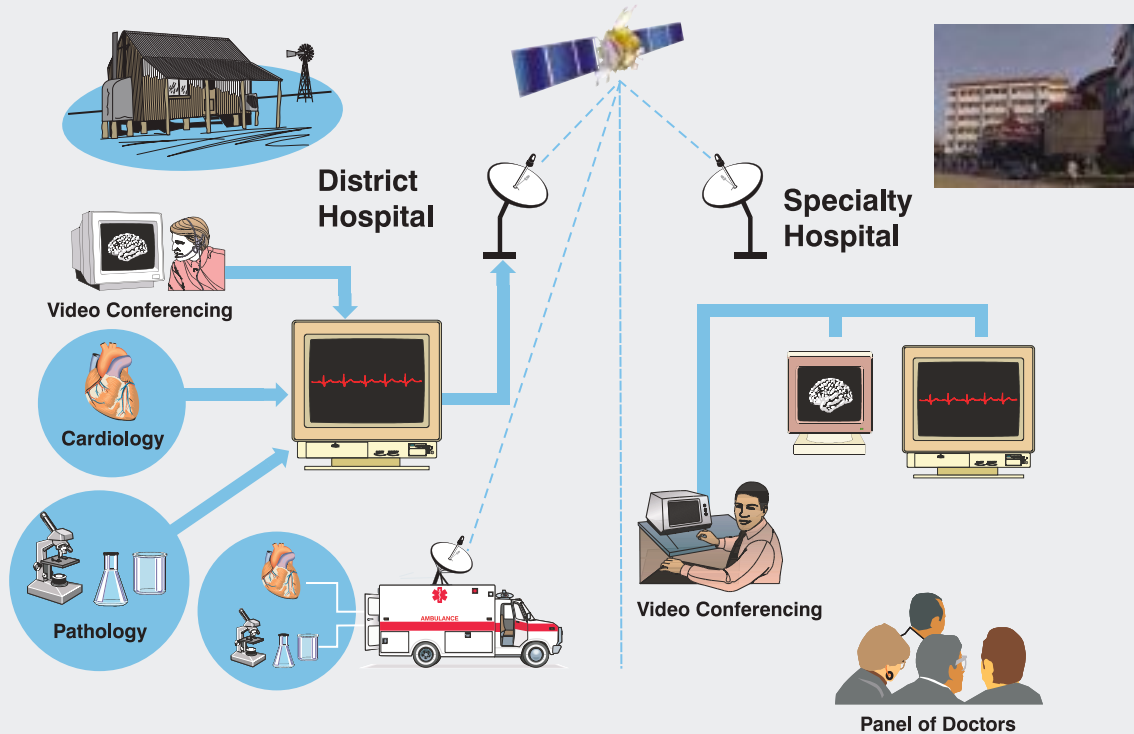 District
Hospital
Specialty
Hospital
Video Conferencing
Cardiology
Pathology
AMBULANCE
Video Conferencing
Panel of Doctors